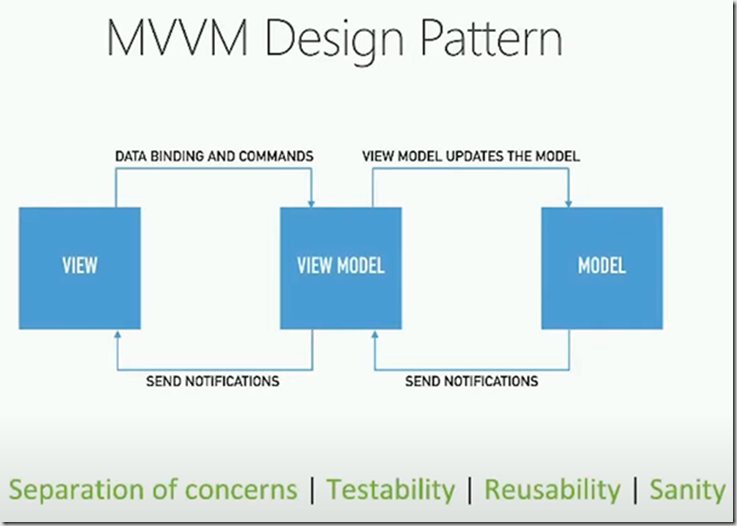 MVVM Design Pattern
DATA BINDING AND COMMANDS
VIEW MODEL UPDATES THE MODEL
VIEW
VIEW MODEL
MODEL
SEND NOTIFICATIONS
SEND NOTIFICATIONS
Separation of concerns | Testability | Reusability | Sanity